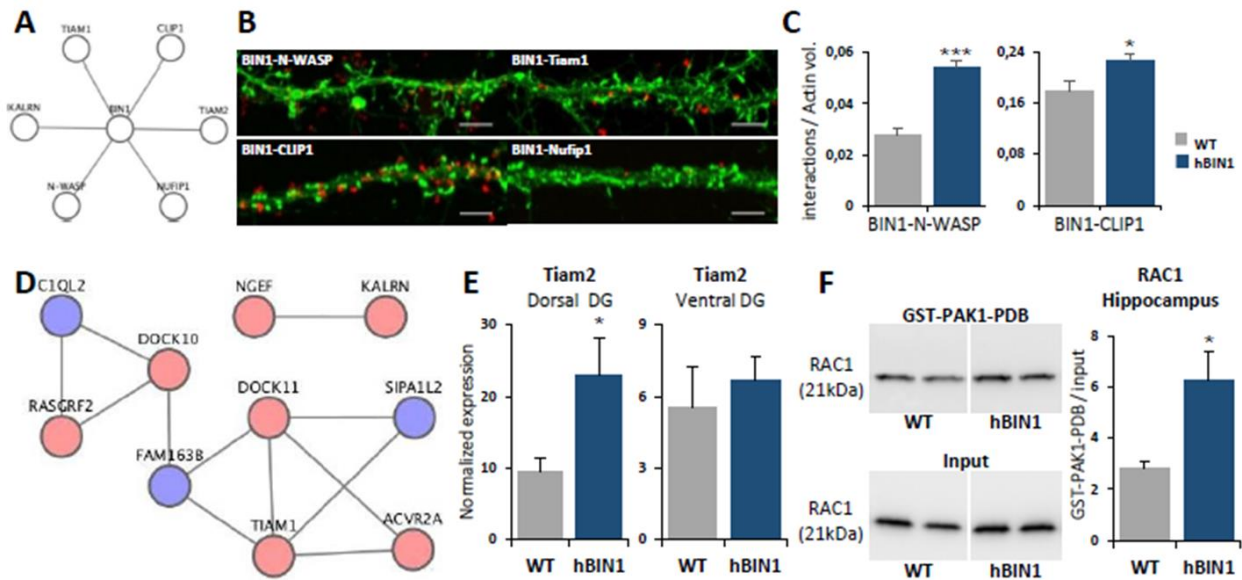 A
TIAM1
CLIP1
KALRN
BIN1
TIAM2
N-WASP
NUFIP1
B
BIN1-N-WASP
BIN1-Tiam1
BIN1-CLIP1
BIN1-Nufip1
C
interactions / Actin vol.
0,06
0,04
0,02
0
***
BIN1-N-WASP
0,24
0,16
0,08
0
*
BIN1-CLIP1
WT
hBIN1
D
C1QL2
NGEF
KALRN
DOCK10
RASGRF2
DOCK11
SIPA1L2
FAM163B
TIAM1
ACVR2A
E
Tiam2
Dorsal DG
Normalized expression
30
20
10
0
*
WT
hBIN1
Tiam2
Ventral DG
9
6
3
0
WT
hBIN1
F
GST-PAK1-PDB
RAC1
(21kDa)
WT
hBIN1
Input
RAC1
(21kDa)
WT
hBIN1
RAC1
Hippocampus
GST-PAK1-PDB / input
8
6
4
2
0
*
WT
hBIN1